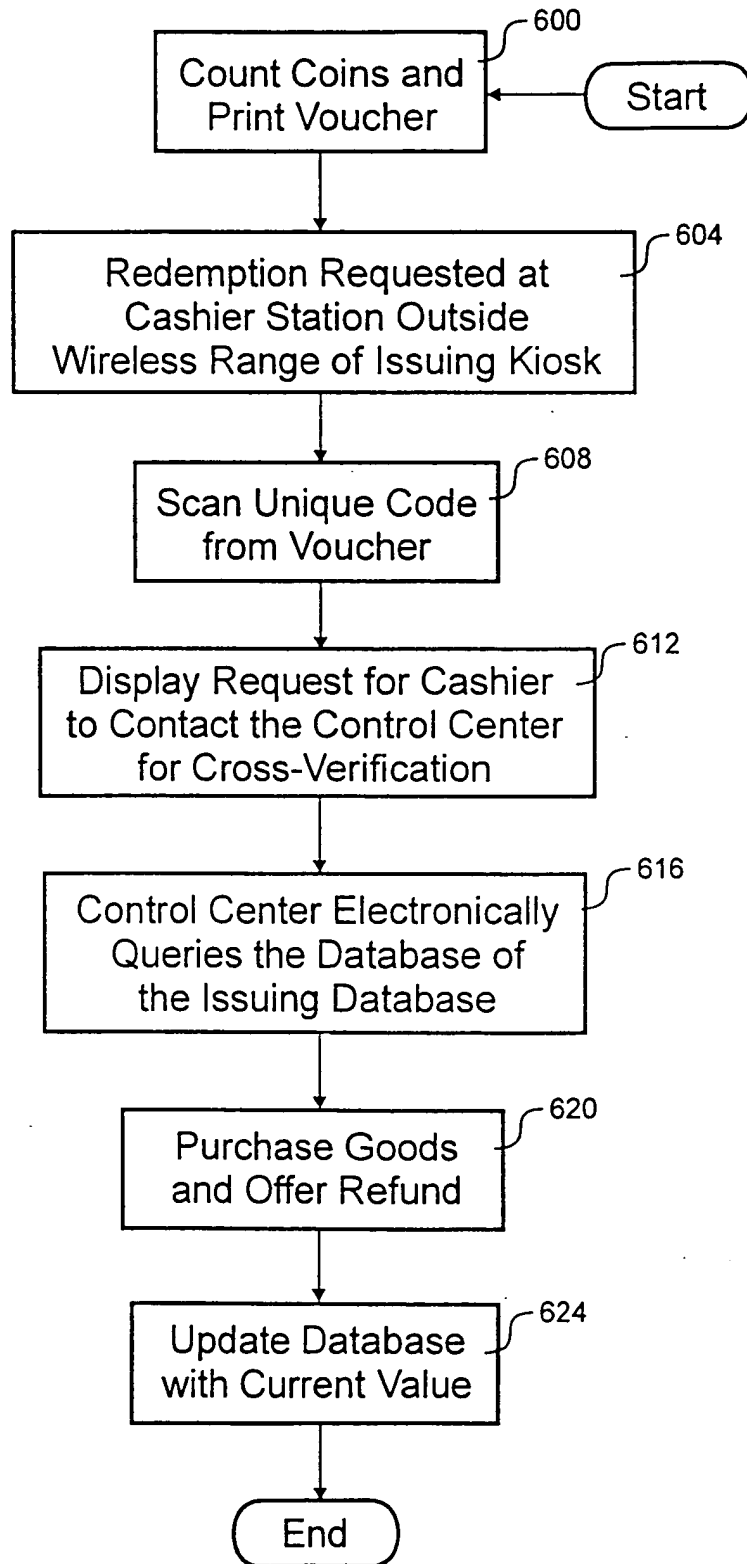 600
Count Coins and
Print Voucher
Start
604
Redemption Requested at
Cashier Station Outside
Wireless Range of Issuing Kiosk
608
Scan Unique Code
from Voucher
612
Display Request for Cashier
to Contact the Control Center
for Cross-Verification
616
Control Center Electronically
Queries the Database of
the Issuing Database
620
Purchase Goods
and Offer Refund
624
Update Database
with Current Value
End